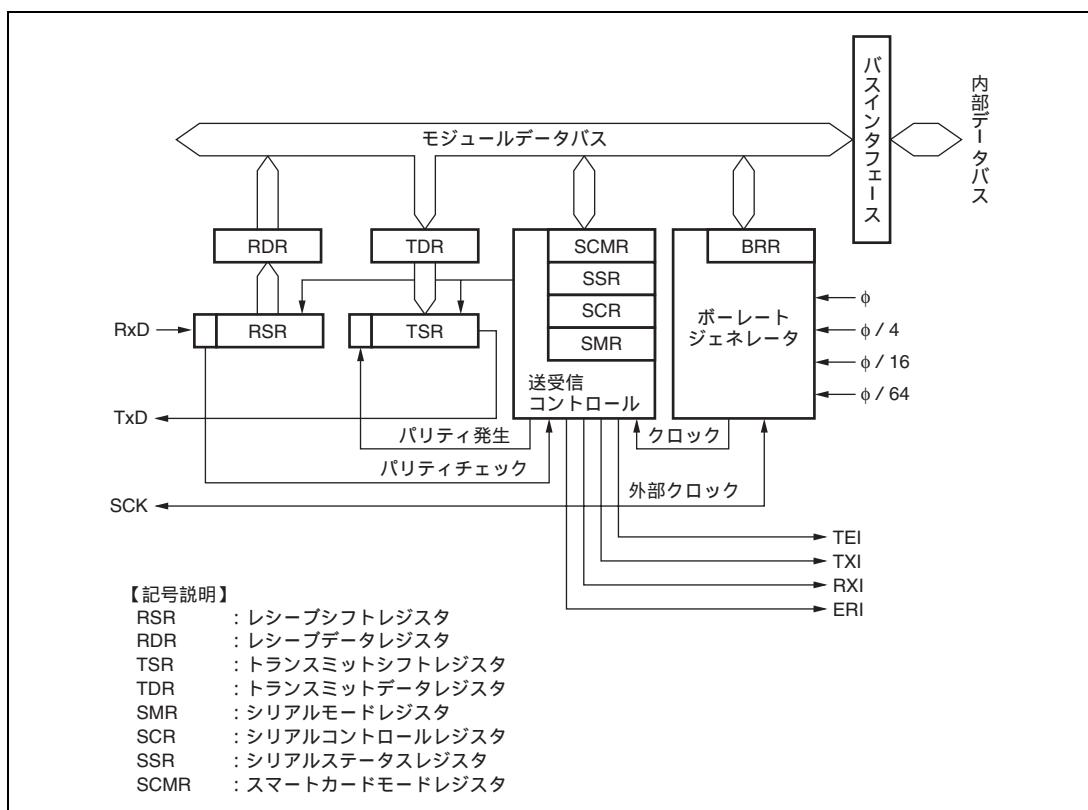 バスインタフェース
内部データバス
モジュールデータバス
RDR
TDR
SCMR
BRR
SSR
SCR
SMR
RxD
RSR
TSR
ボーレート
ジェネレータ
φ
φ / 4
φ / 16
φ / 64
送受信
コントロール
TxD
パリティ発生
クロック
パリティチェック
外部クロック
SCK
TEI
TXI
RXI
ERI
【記号説明】
RSR : レシーブシフトレジスタ
RDR : レシーブデータレジスタ
TSR : トランスミットシフトレジスタ
TDR : トランスミットデータレジスタ
SMR : シリアルモードレジスタ
SCR : シリアルコントロールレジスタ
SSR : シリアルステータスレジスタ
SCMR : スマートカードモードレジスタ